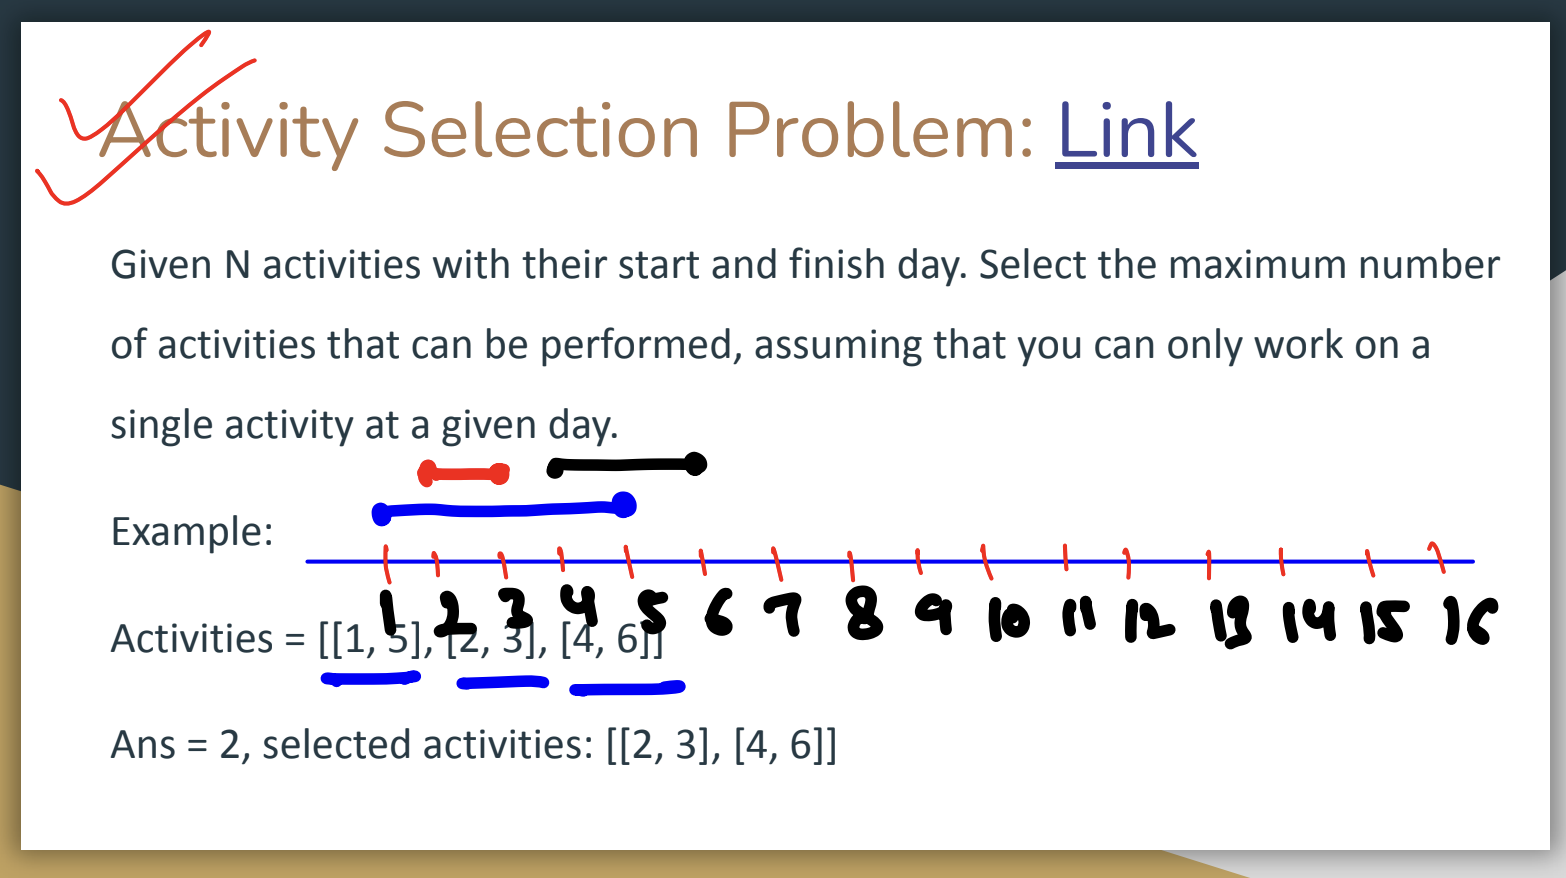 Activity Selection Problem: Link
Given N activities with their start and finish day. Select the maximum number
of activities that can be performed, assuming that you can only work on a
single activity at a given day.
Example:
1 2 3 4 5 6 7 8 9 10 11 12 13 14 15 16
Activities = [[1, 5], [2, 3], [4, 6]]
Ans = 2, selected activities: [[2, 3], [4, 6]]